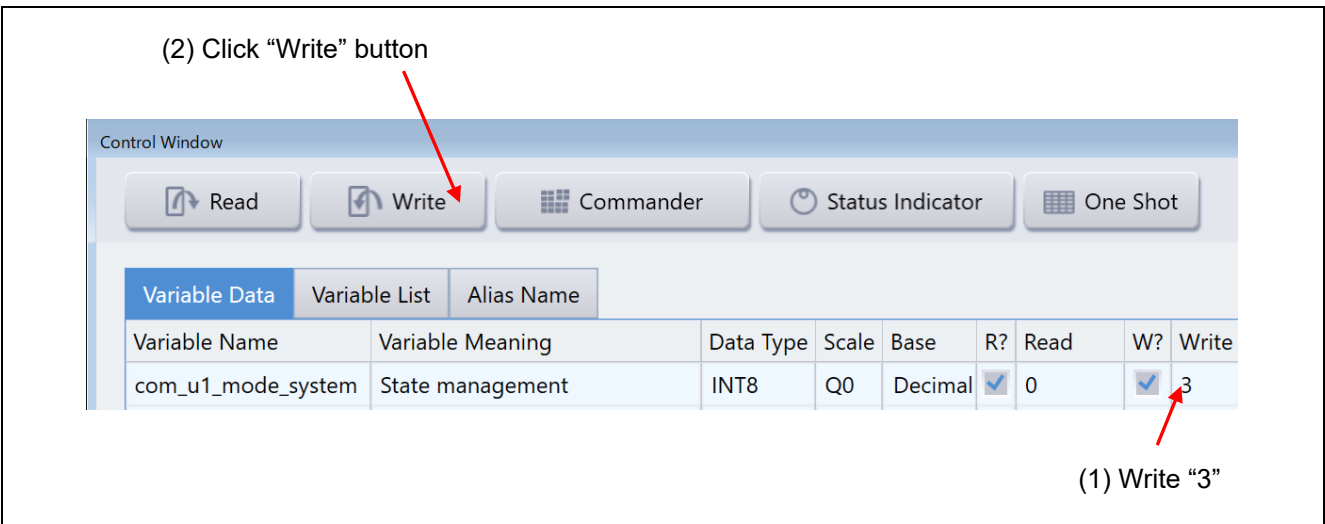 (2) Click “Write” button
Control Window
Read Write Commander Status Indicator One Shot
Variable Data Variable List Alias Name
Variable Name Variable Meaning Data Type Scale Base R? Read W? Write
com_u1_mode_system State management INT8 Q0 Decimal 0 3
(1) Write “3”